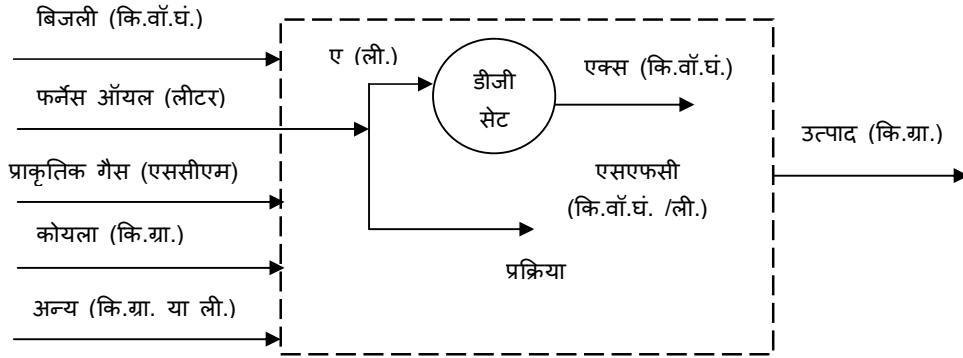 बिजली (कि.वॉ.घं.)
ए (ली.)
डीजी
सेट
एक्स (कि.वॉ.घं.)
फर्नेस ऑयल (लीटर)
उत्पाद (कि.ग्रा.)
प्राकृतिक गैस (एससीएम)
एसएफसी
(कि.वॉ.घं. /ली.)
कोयला (कि.ग्रा.)
प्रक्रिया
अन्य (कि.ग्रा. या ली.)